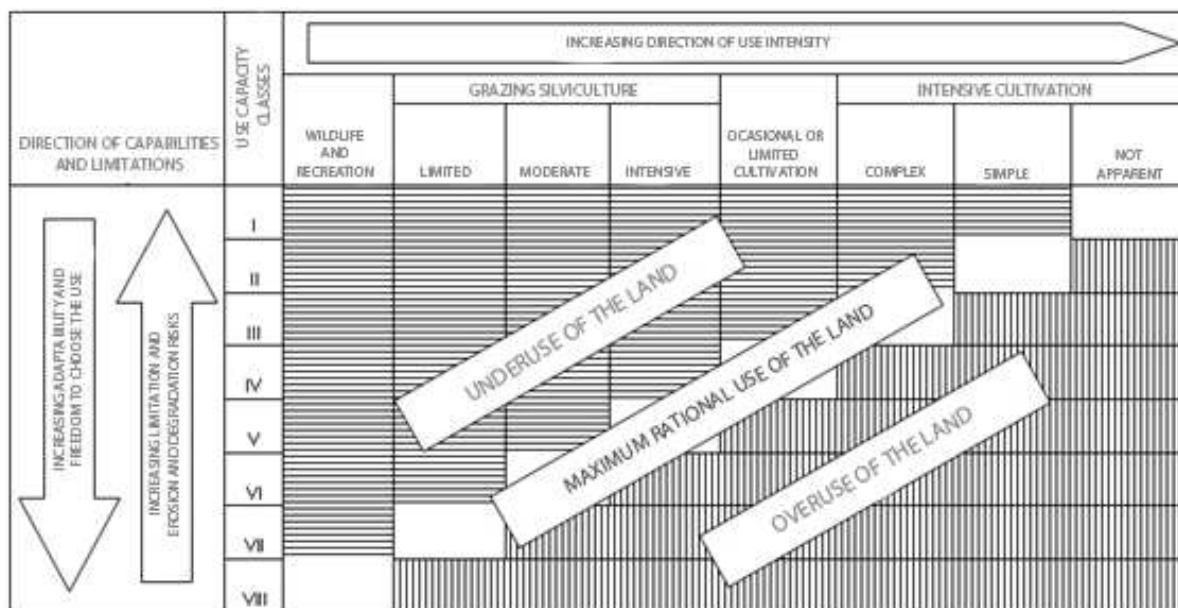 INCREASING DIRECTION OF USE INTENSITY
DIRECTION OF CAPABILITIES
AND LIMITATIONS
USE CAPACITY
CLASSES
GRAZING SILVICULTURE
INTENSIVE CULTIVATION
WILDLIFE
AND
RECREATION
LIMITED
MODERATE
INTENSIVE
OCASIONAL OR
LIMITED
CULTIVATION
COMPLEX
SIMPLE
NOT
APPARENT
INCREASING ADAPTABILITY AND
FREEDOM TO CHOOSE THE USE
INCREASING LIMITATION AND
EROSION AND DEGRADATION RISKS
I
II
III
IV
V
VI
VII
VIII
UNDERUSE OF THE LAND
MAXIMUM RATIONAL USE OF THE LAND
OVERUSE OF THE LAND